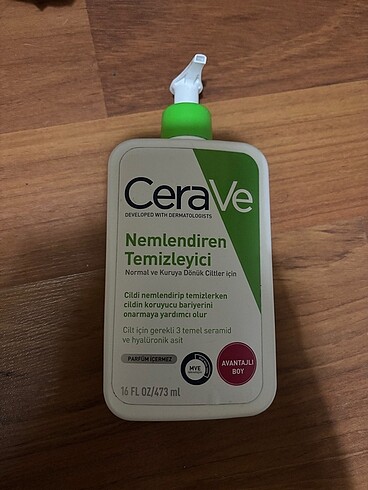 CeraVe
DEVELOPED WITH DERMATOLOGISTS
Nemlendiren
Temizleyici
Normal ve Kuruya Dönük Ciltler için
Cildi nemlendirip temizlerken
cildin koruyucu bariyerini
onarmaya yardımcı olur
Cilt için gerekli 3 temel seramid
ve hyalüronik asit
PARFÜM İÇERMEZ
MVE
AVANTAJLI
BOY
16 FL OZ/473 ml